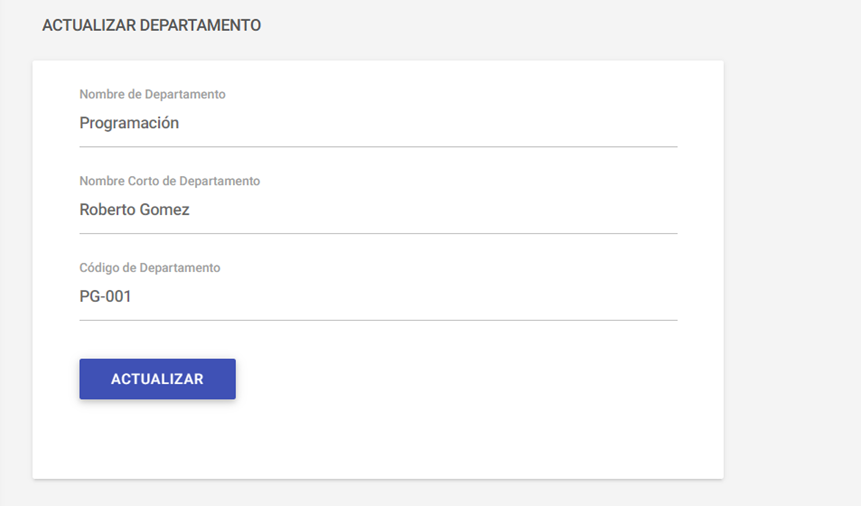 ACTUALIZAR DEPARTAMENTO
Nombre de Departamento
Programación
Nombre Corto de Departamento
Roberto Gomez
Código de Departamento
PG-001
ACTUALIZAR